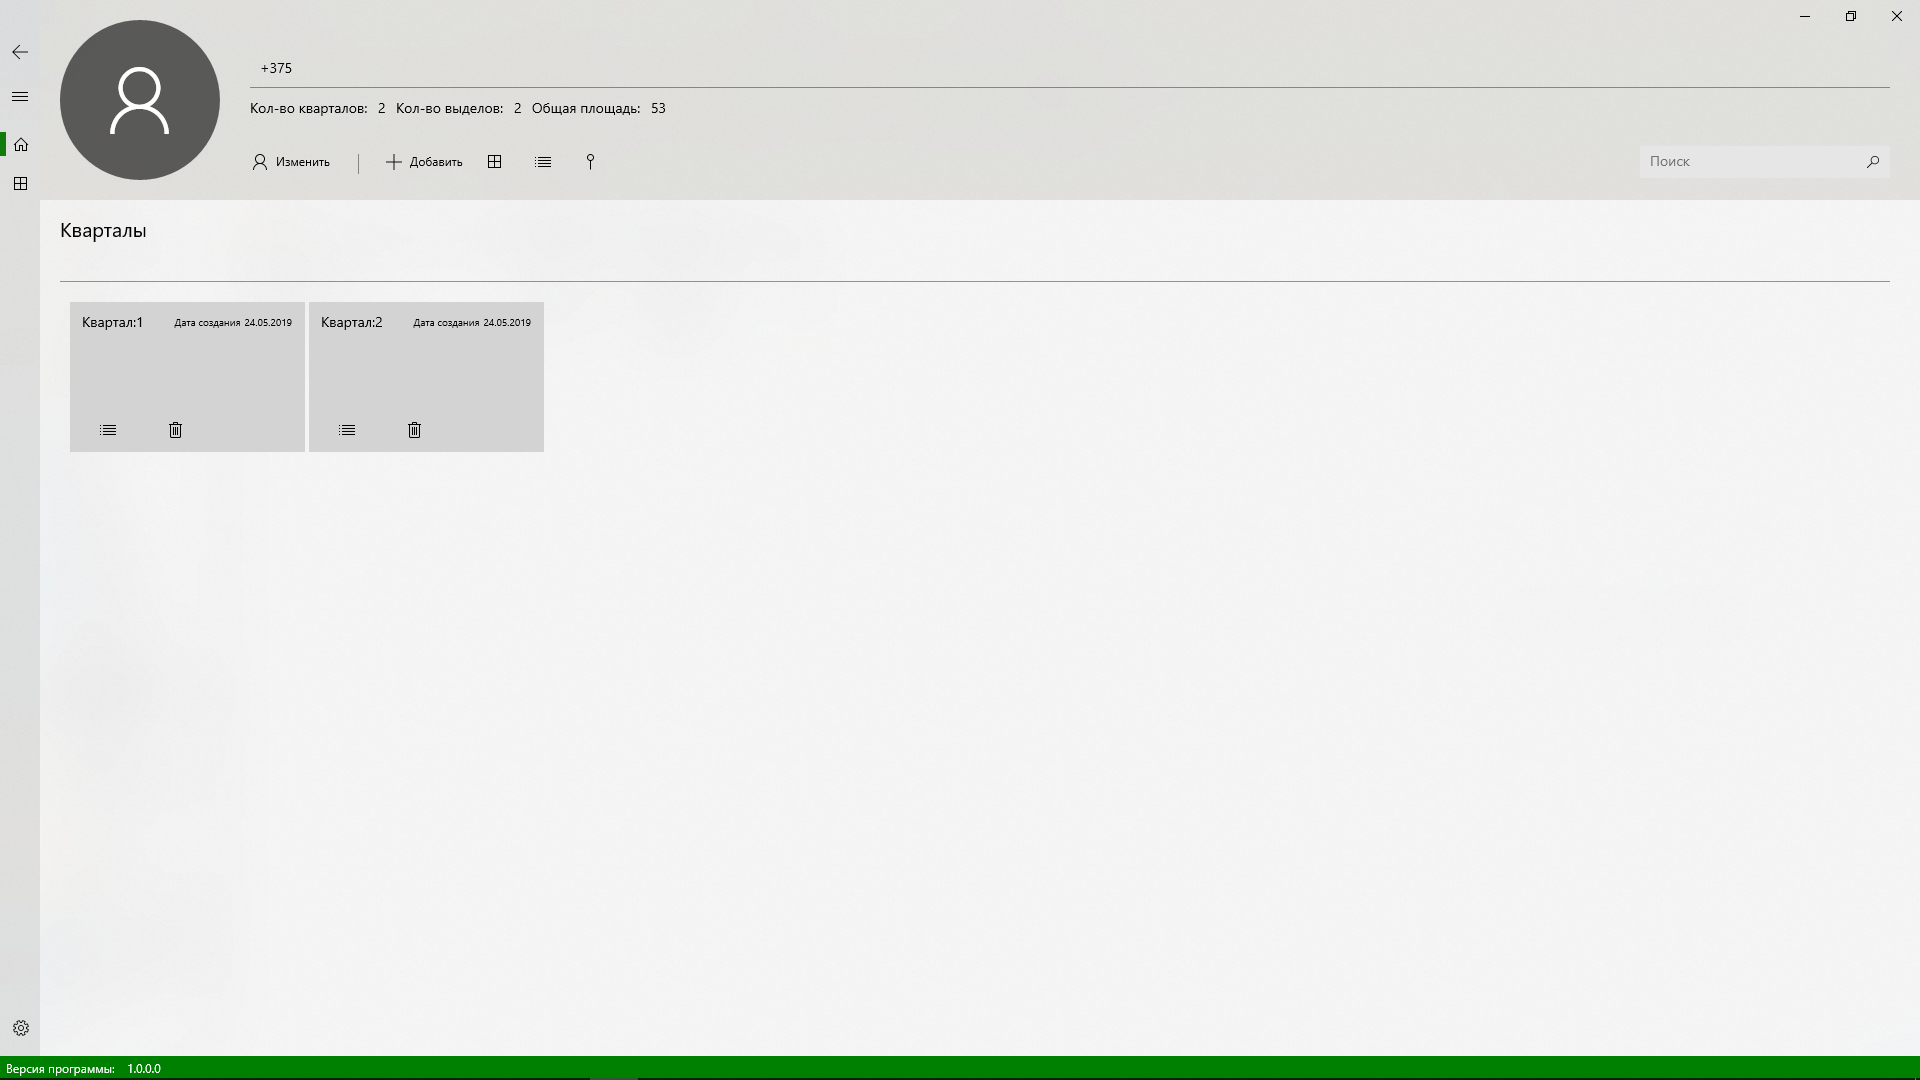 +375
Кол-во кварталов: 2 Кол-во выделов: 2 Общая площадь: 53
Изменить Добавить Поиск
Кварталы
Квартал:1 Дата создания 24.05.2019 Квартал:2 Дата создания 24.05.2019
Версия программы: 1.0.0.0